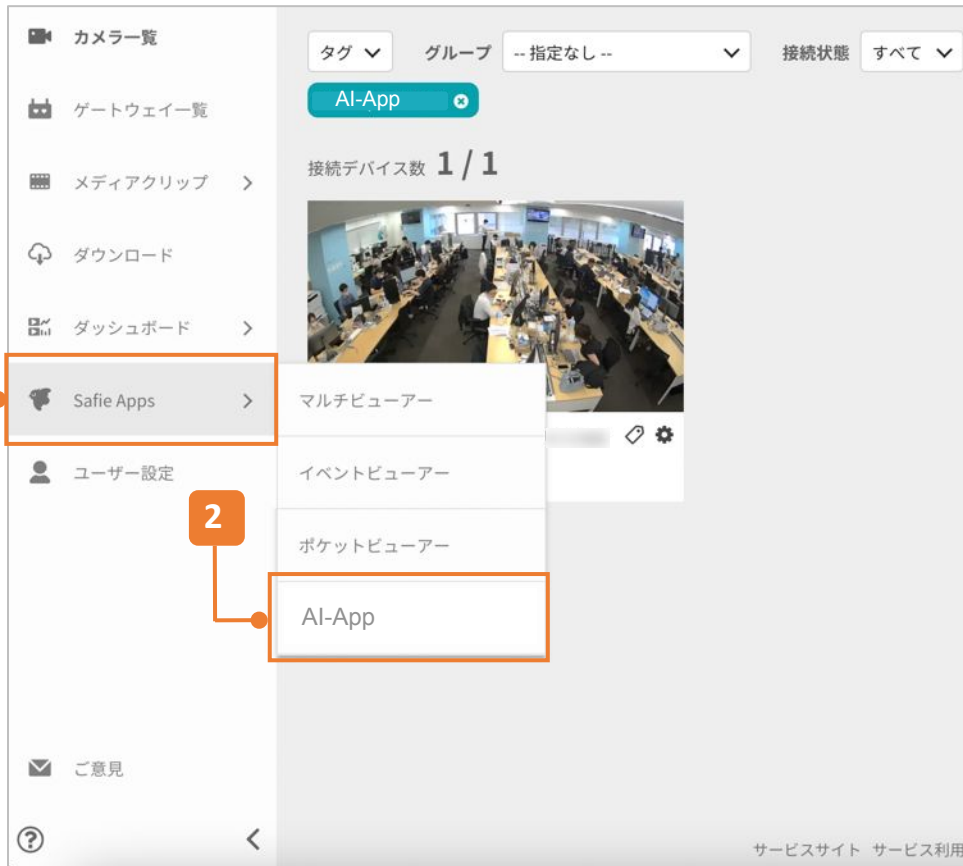 カメラ一覧
ゲートウェイ一覧
メディアクリップ
ダウンロード
ダッシュボード
Safie Apps
ユーザー設定
ご意見
タグ グループ -- 指定なし -- 接続状態 すべて
AI-App
接続デバイス数 1 / 1
マルチビューアー
イベントビューアー
ポケットビューアー
2
AI-App
サービスサイト サービス利用